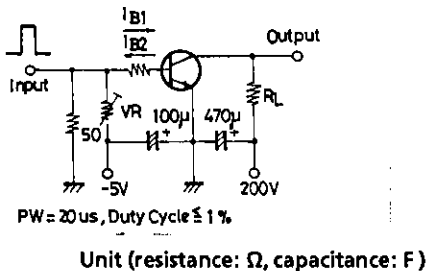 IB1
IB2
Output
Input
50
VR
100μ
+
470μ
+
RL
-5V
200V
PW = 20us, Duty Cycle ≦ 1%
Unit (resistance: Ω, capacitance: F)